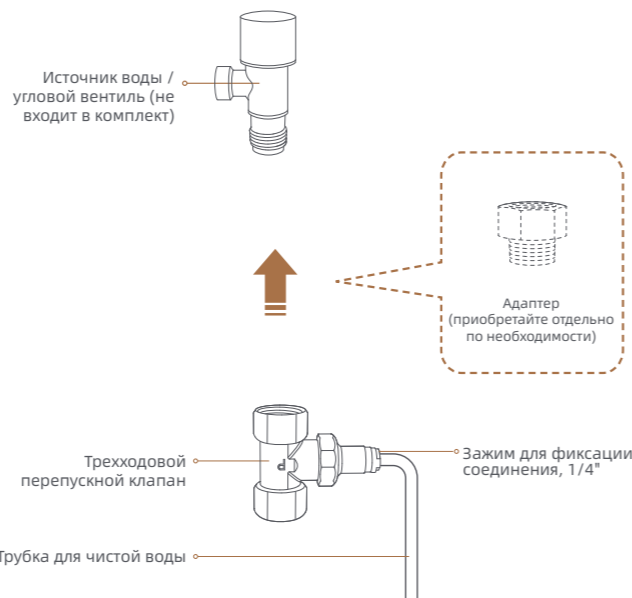 Источник воды /
угловой вентиль (не
входит в комплект)
Адаптер
(приобретайте отдельно
по необходимости)
Трехходовой
перепускной клапан
Зажим для фиксации
соединения, 1/4"
Трубка для чистой воды